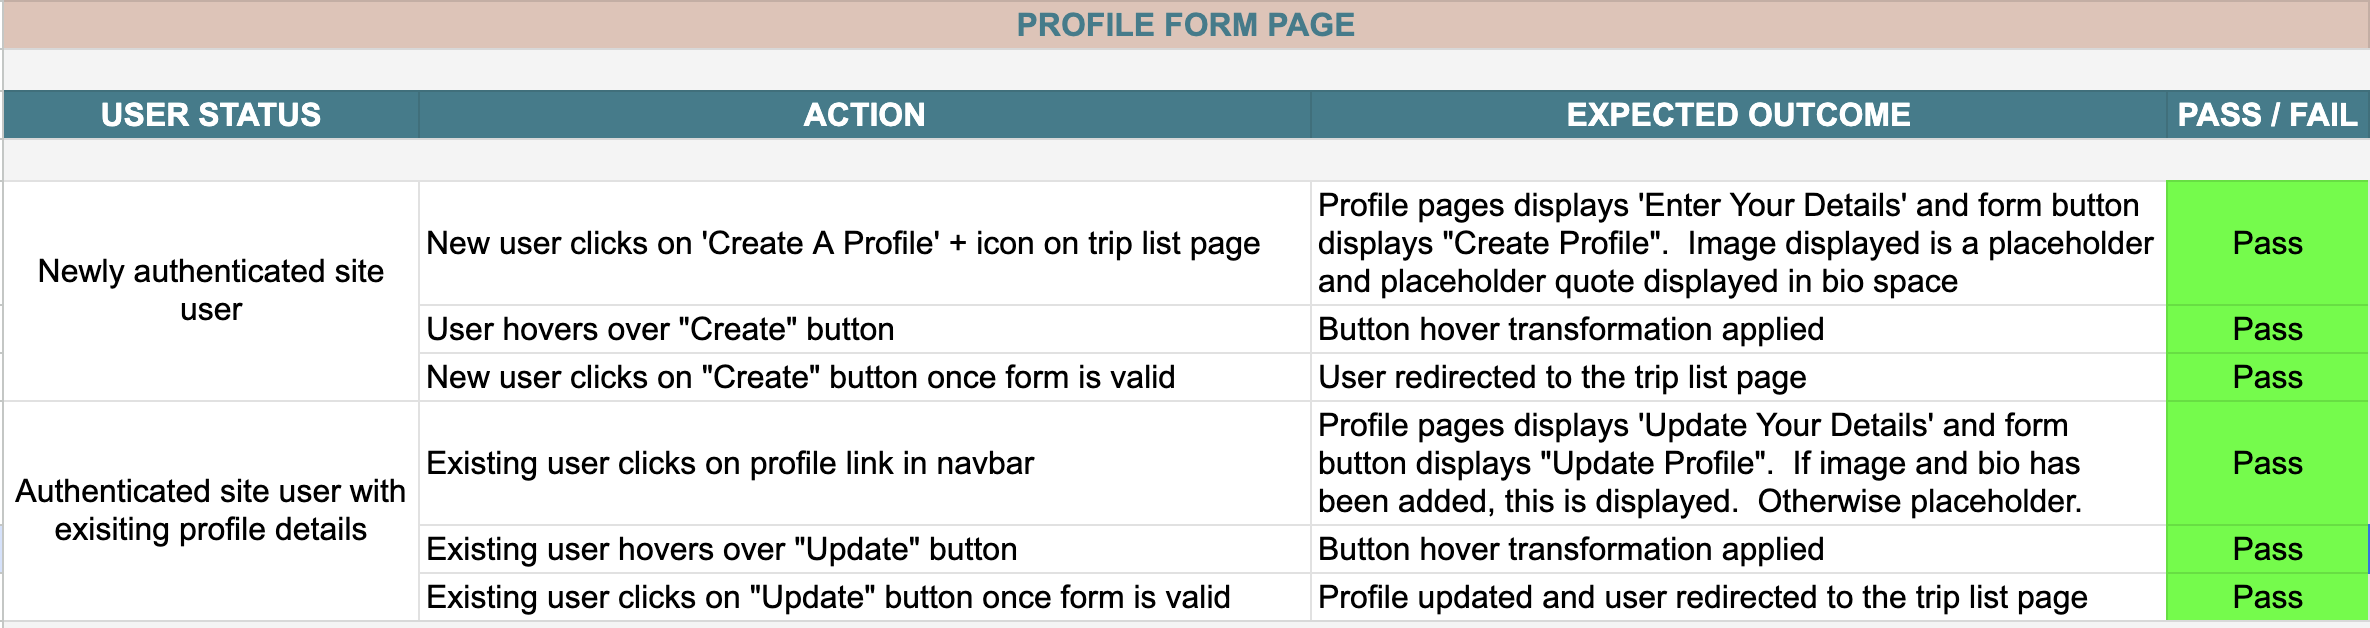 PROFILE FORM PAGE
USER STATUS
ACTION
EXPECTED OUTCOME
PASS / FAIL
Newly authenticated site
user
New user clicks on 'Create A Profile' + icon on trip list page
Profile pages displays 'Enter Your Details' and form button
displays "Create Profile".  Image displayed is a placeholder
and placeholder quote displayed in bio space
Pass
User hovers over "Create" button
Button hover transformation applied
Pass
New user clicks on "Create" button once form is valid
User redirected to the trip list page
Pass
Authenticated site user with
exisiting profile details
Existing user clicks on profile link in navbar
Profile pages displays 'Update Your Details' and form
button displays "Update Profile".  If image and bio has
been added, this is displayed.  Otherwise placeholder.
Pass
Existing user hovers over "Update" button
Button hover transformation applied
Pass
Existing user clicks on "Update" button once form is valid
Profile updated and user redirected to the trip list page
Pass